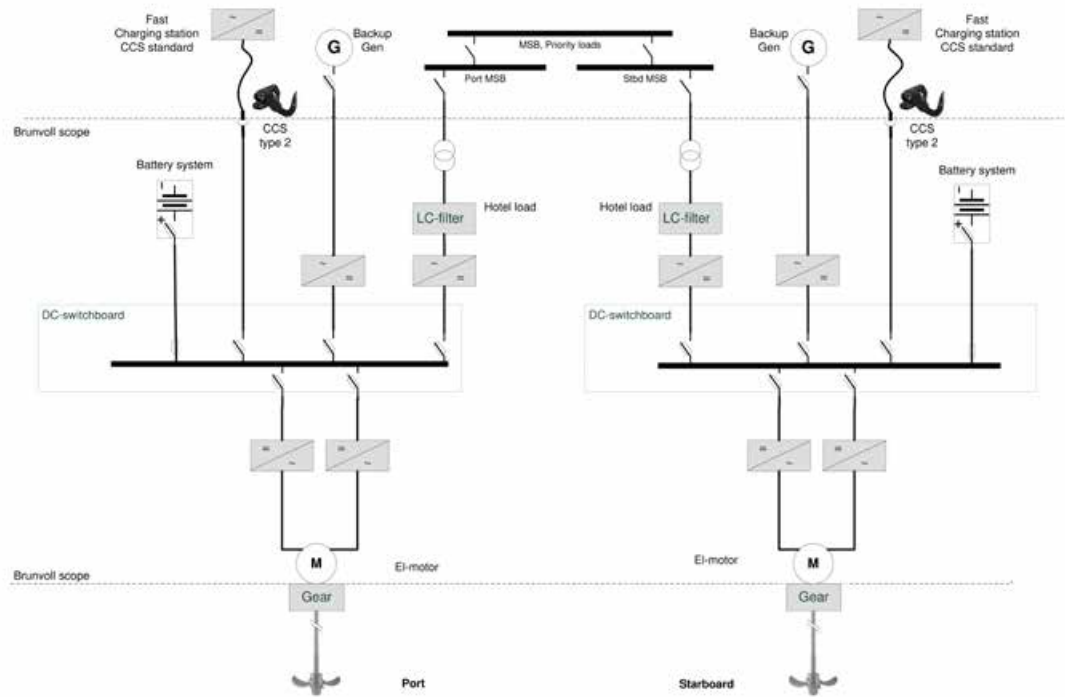 Fast
Charging station
CCS standard
Backup
Gen
G
MSB, Priority loads
Port MSB
Stbd MSB
Backup
Gen
G
Fast
Charging station
CCS standard
Brunvoll scope
CCS
type 2
CCS
type 2
Battery system
Battery system
Hotel load
LC-filter
Hotel load
LC-filter
DC-switchboard
DC-switchboard
M
El-motor
El-motor
M
Brunvoll scope
Gear
Gear
Port
Starboard